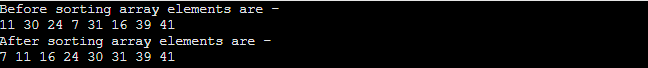 Before sorting array elements are -
11 30 24 7 31 16 39 41
After sorting array elements are -
7 11 16 24 30 31 39 41